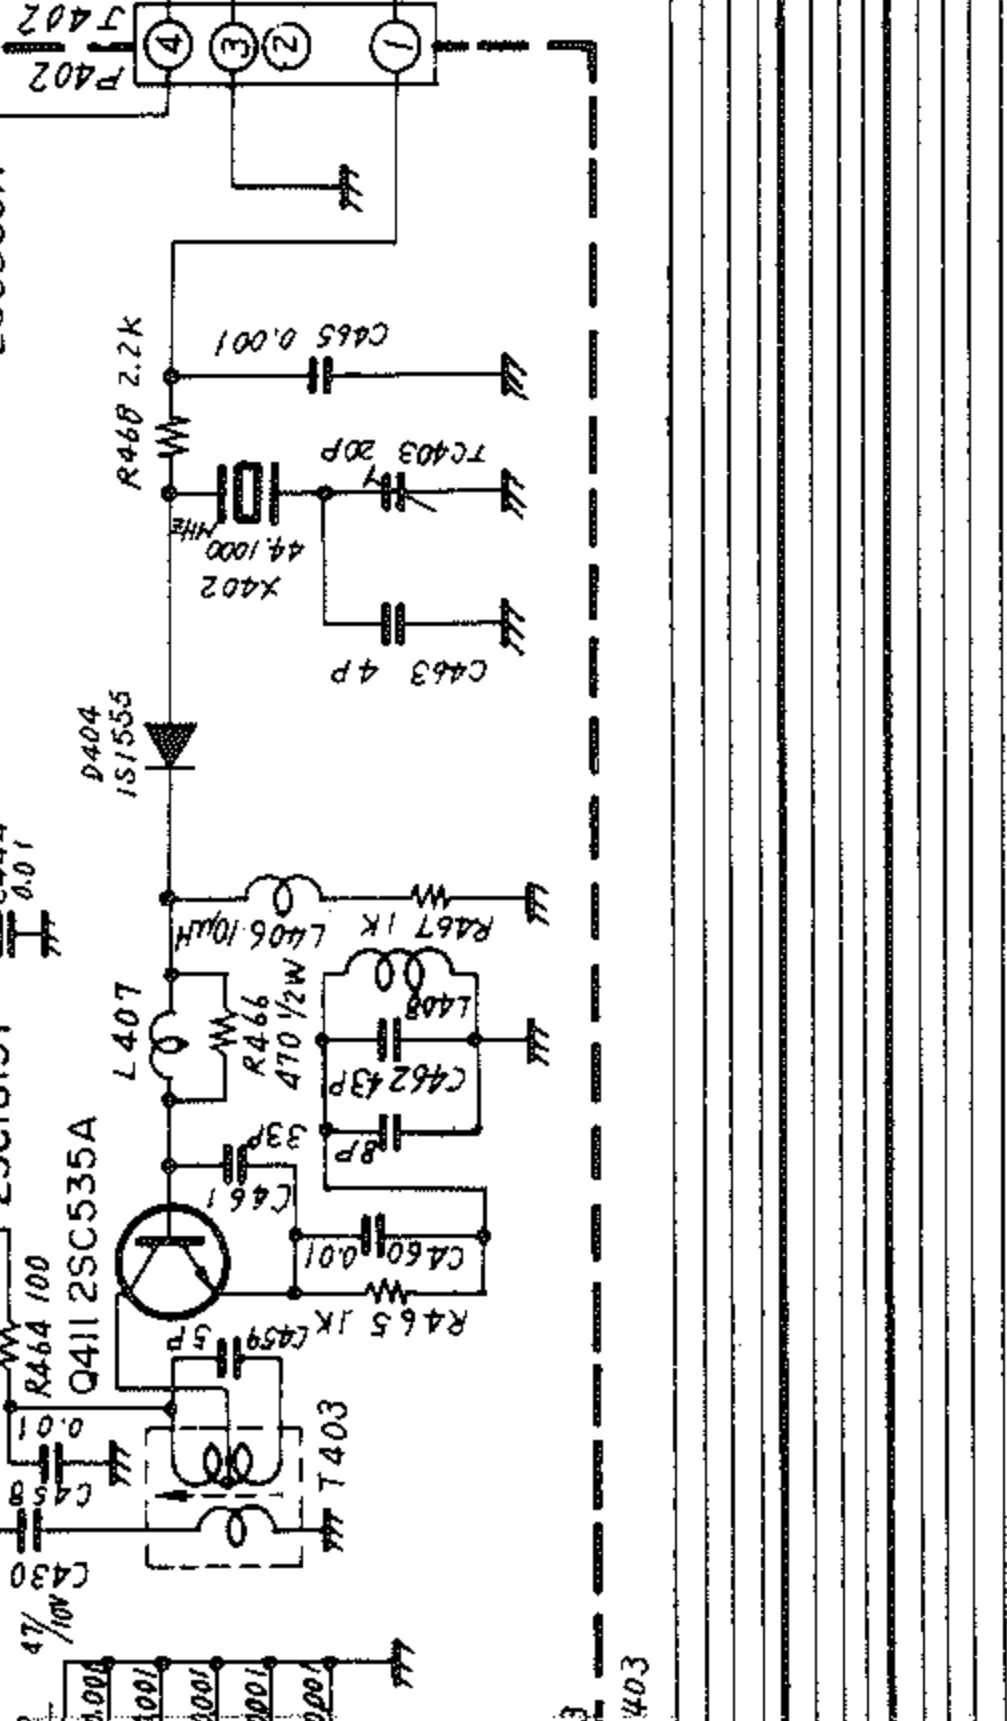 J402
P402
4
3
2
1
C465 0.001
R468 2.2K
TC403 20P
MHz
44.1000
X402
C463 4P
D404
1S1555
0.01
L406 10μH
R467 1K
L407
R466
470 1/2W
L408
C462 43P
8P
33P
C461
Q411 2SC535A
C460
0.01
R465 1K
R464 100
C459
5P
0.01
T403
C430
47/10V
0.001
0.001
0.001
0.001
403
3